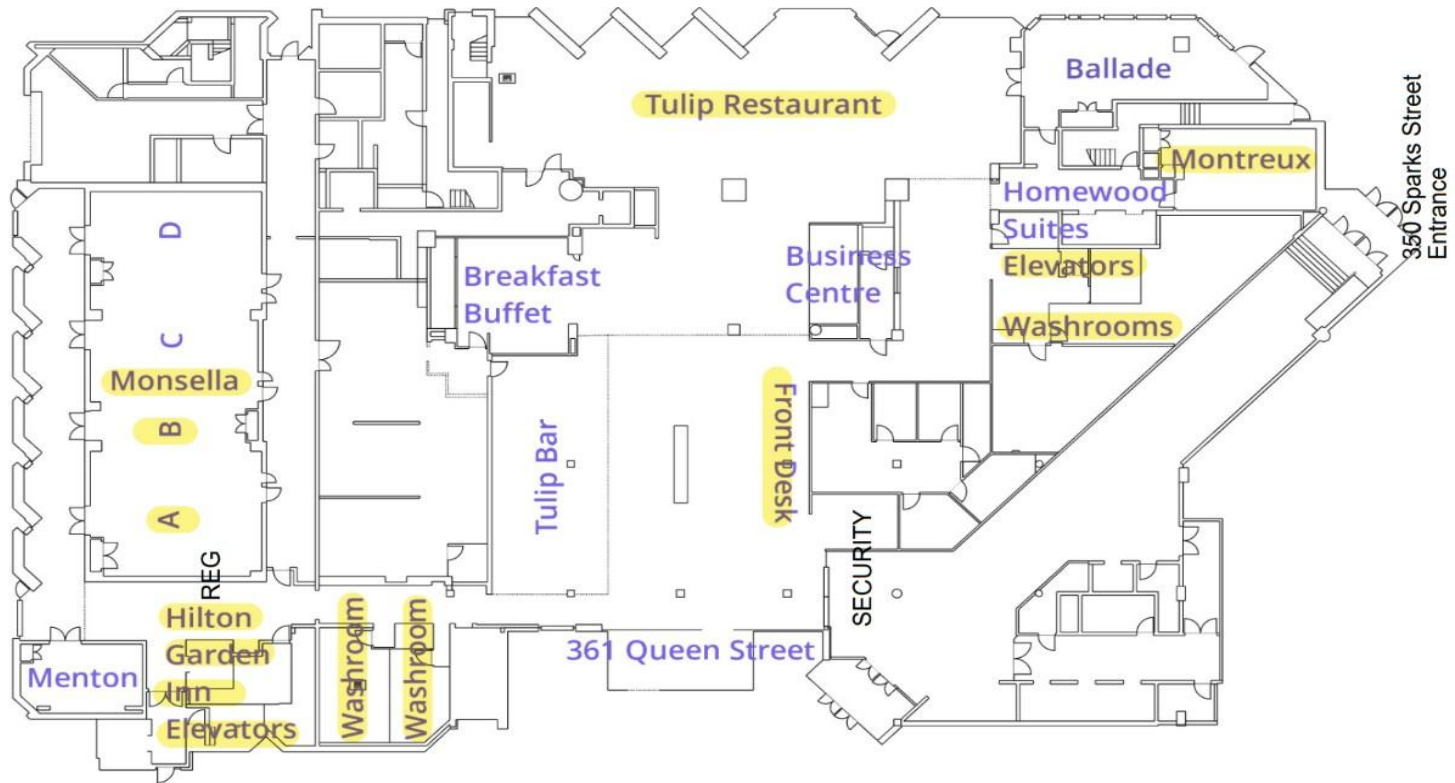 Ballade
Tulip Restaurant
Montreux
350 Sparks Street
Entrance
Homewood
Suites
D
Business
Centre
Elevators
Breakfast
Buffet
Washrooms
C
Monsella
B
Front Desk
Tulip Bar
A
REG
SECURITY
Hilton
Garden
Inn
Elevators
Washroom
Washroom
361 Queen Street
Menton